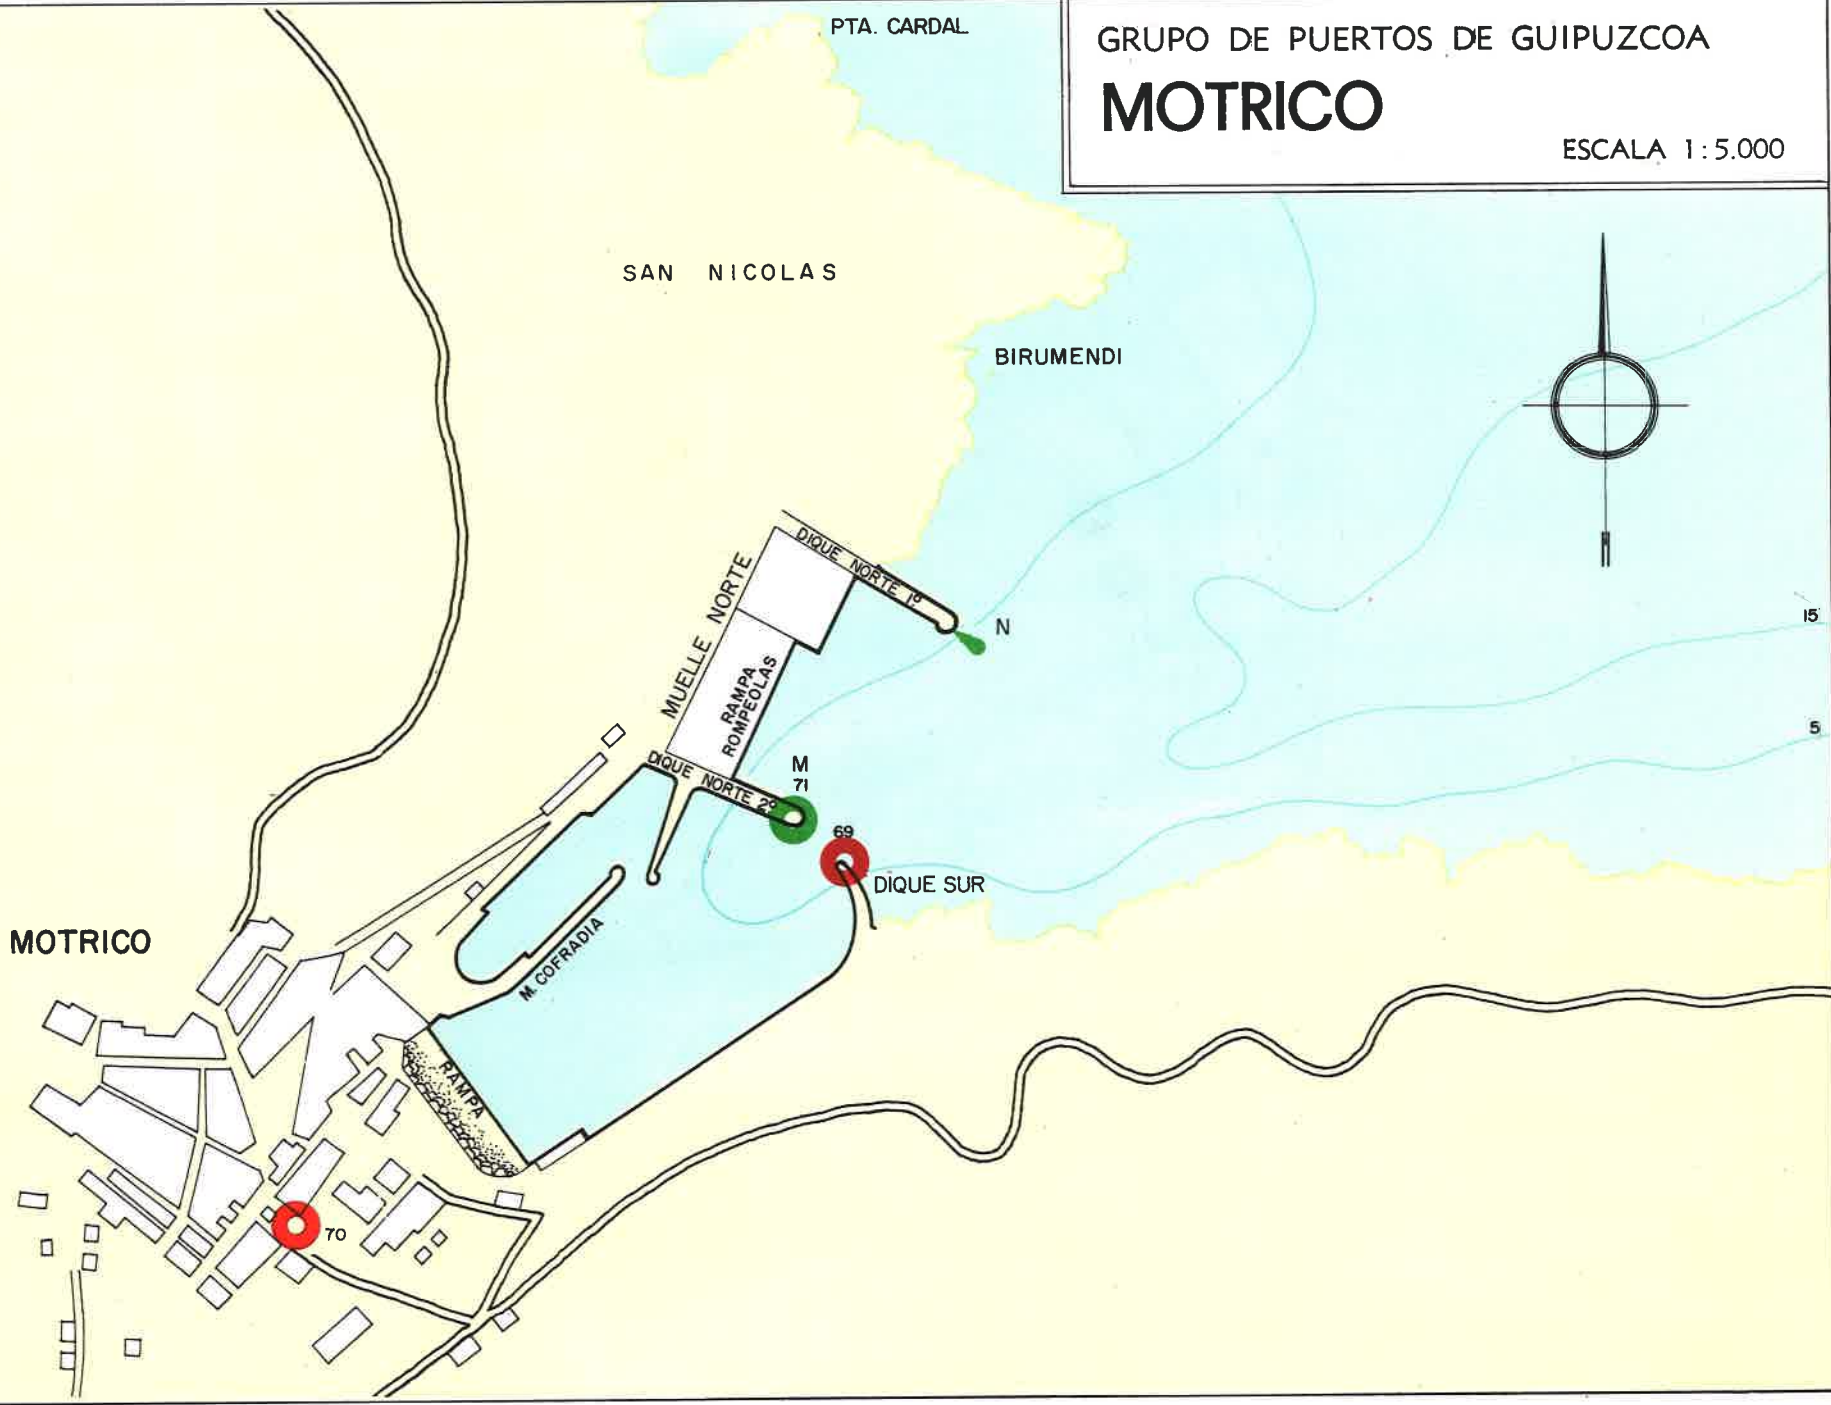 PTA. CARDAL
GRUPO DE PUERTOS DE GUIPUZCOA
MOTRICO
ESCALA 1:5.000
SAN NICOLAS
BIRUMENDI
DIQUE NORTE 1º
MUELLE NORTE
N
15
RAMPA
ROMPEOLAS
5
DIQUE NORTE 2º
M
71
69
DIQUE SUR
MOTRICO
M. COFRADIA
RAMPA
70